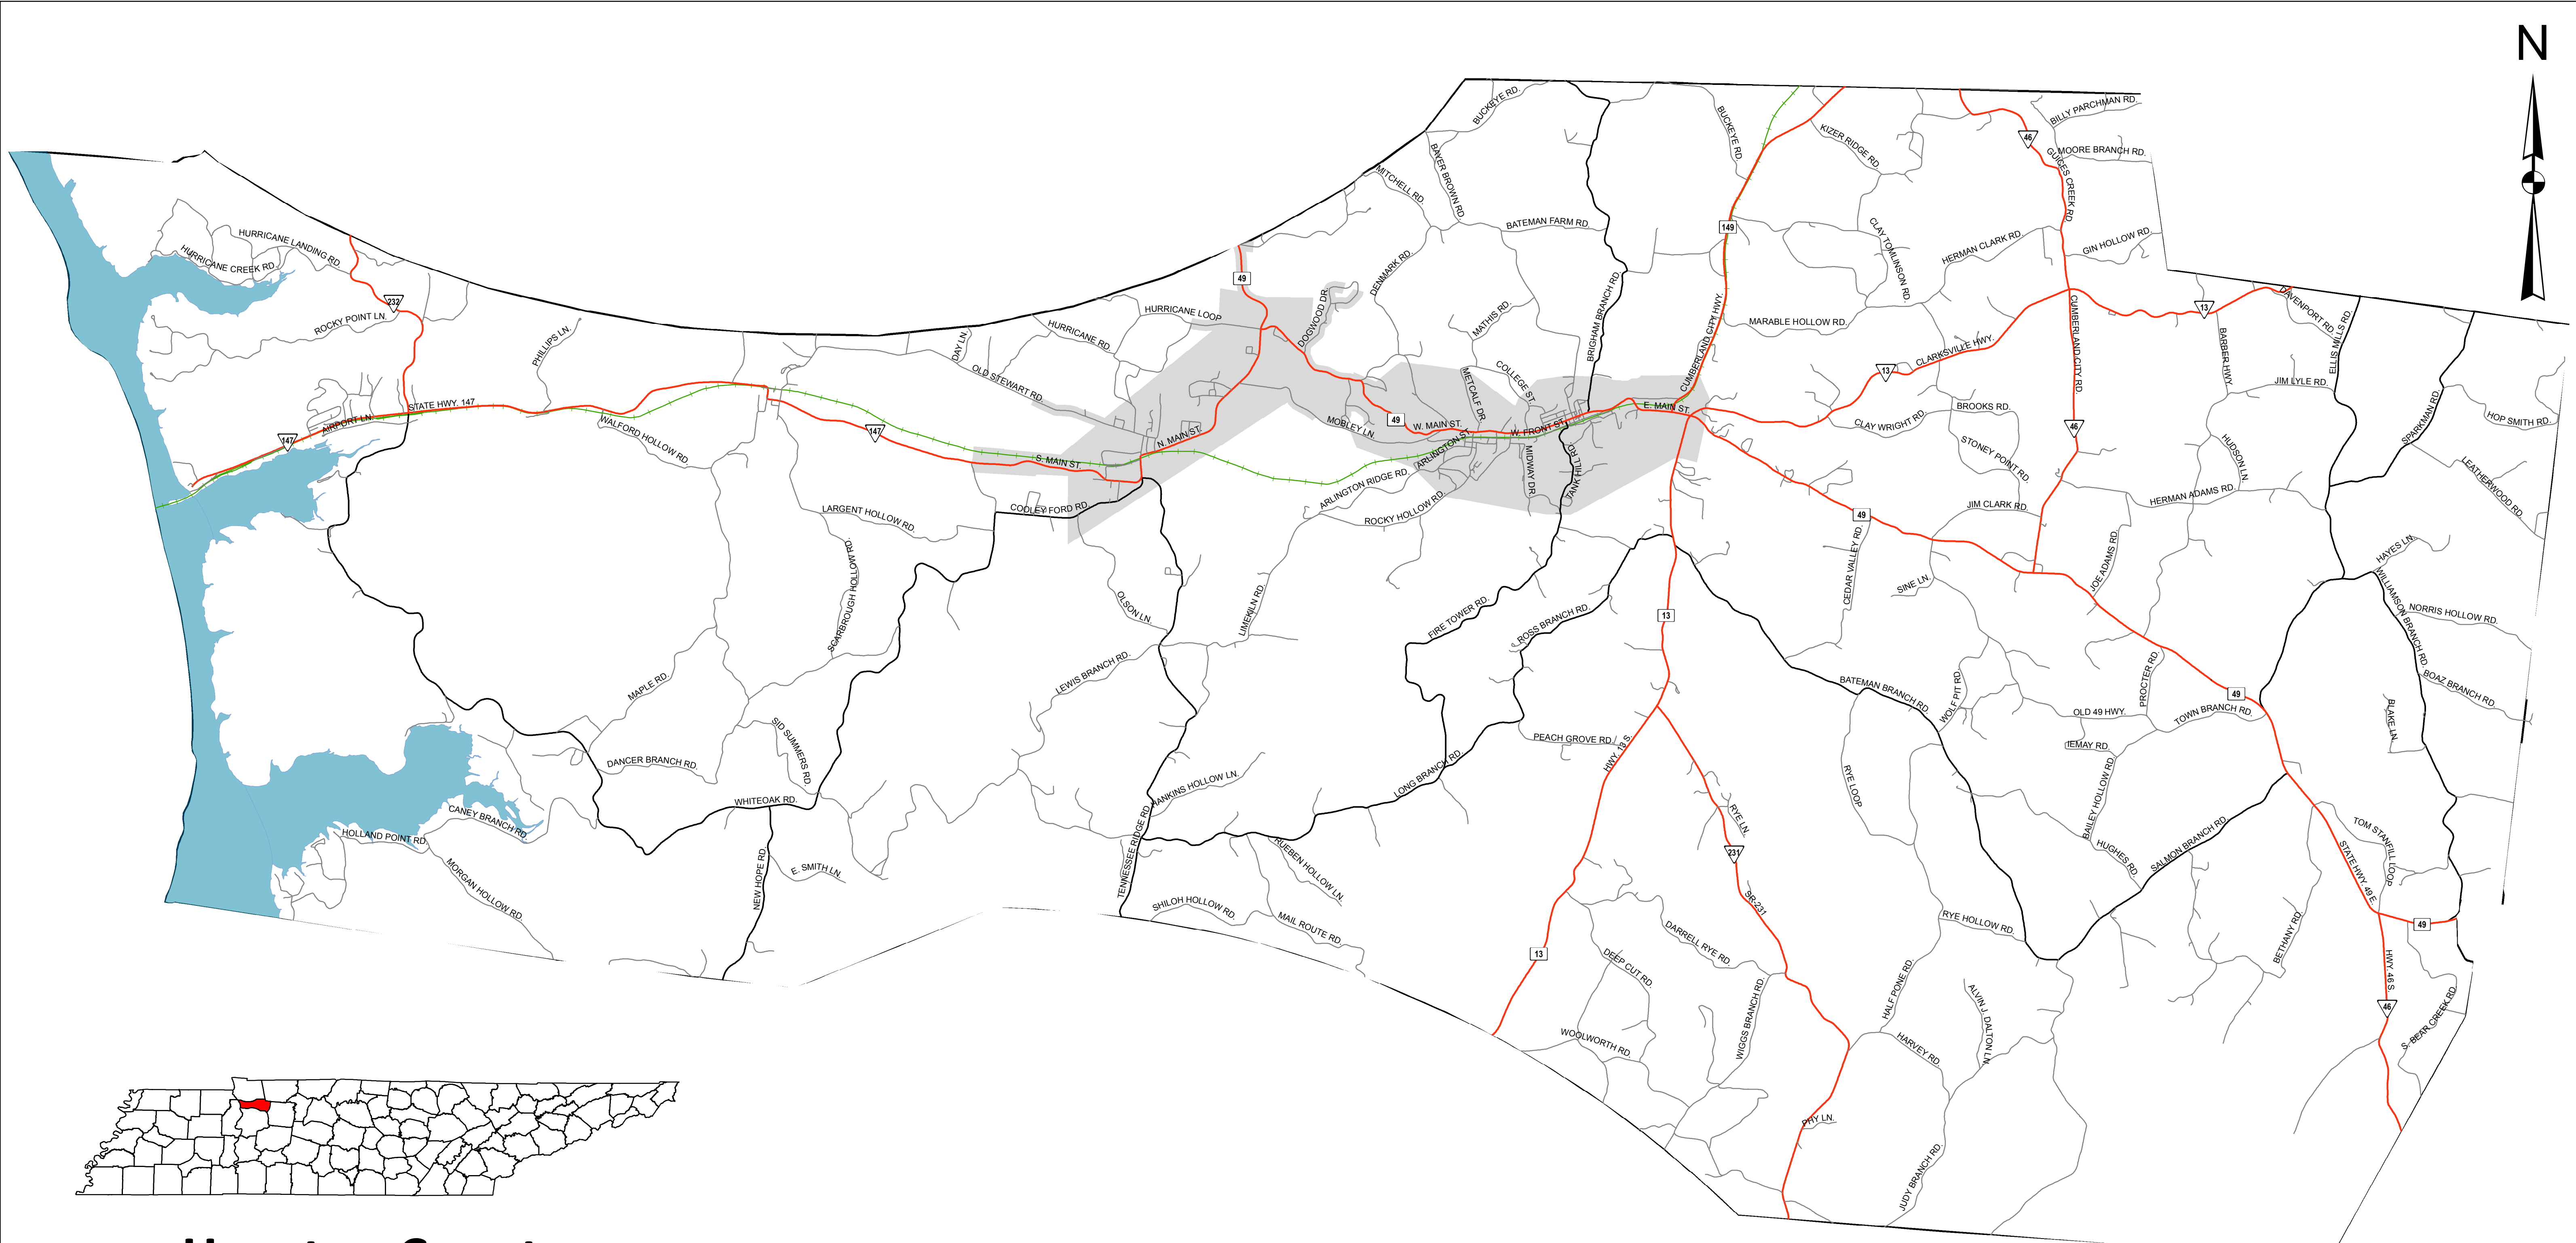 N
BUCKEYE RD.
BUCKEYE RD.
BILLY PARCHMAN RD.
KIZER RIDGE RD.
46
MOORE BRANCH RD.
GUICES CREEK RD
BAYER BROWN RD
MITCHELL RD.
BATEMAN FARM RD.
149
CLAY TOMLINSON RD.
HERMAN CLARK RD.
GIN HOLLOW RD.
HURRICANE LANDING RD.
HURRICANE CREEK RD
232
ROCKY POINT LN.
PHILLIPS LN.
49
HURRICANE LOOP
HURRICANE RD.
DAY LN.
OLD STEWART RD.
DOGWOOD DR.
DENMARK RD.
MATHIS RD.
BRIGHAM BRANCH RD.
CUMBERLAND CITY HWY.
MARABLE HOLLOW RD.
CUMBERLAND CITY RD.
13
DAVENPORT RD.
ELLIS MILLS RD.
BARBER HWY
JIM LYLE RD.
CLARKSVILLE HWY.
13
COLLEGE ST.
METCALF DR.
E. MAIN ST.
STATE HWY. 147
AIRPORT LN.
147
WALFORD HOLLOW RD.
147
S. MAIN ST.
N. MAIN ST.
MOBLEY LN.
49
W. MAIN ST.
W. FRONT ST.
ARLINGTON ST.
ARLINGTON RIDGE RD.
ROCKY HOLLOW RD.
MIDWAY DR.
TANK HILL RD.
CLAY WRIGHT RD.
BROOKS RD.
STONEY POINT RD.
46
HUDSON LN.
SPARKMAN RD.
HOP SMITH RD.
LEATHERWOOD RD.
HERMAN ADAMS RD.
JIM CLARK RD.
49
COOLEY FORD RD.
LARGENT HOLLOW RD.
SCARBROUGH HOLLOW RD.
OLSON LN.
LIMEKILN RD.
FIRE TOWER RD.
ROSS BRANCH RD.
13
CEDAR VALLEY RD.
SINE LN.
JOE ADAMS RD.
HAYES LN.
WILLIAMSON BRANCH RD.
NORRIS HOLLOW RD.
BOAZ BRANCH RD.
BLAKE LN.
LEWIS BRANCH RD.
MAPLE RD.
SID SUMMERS RD.
DANCER BRANCH RD.
WHITEOAK RD.
HANKINS HOLLOW LN.
TENNESSEE RIDGE RD.
LONG BRANCH RD.
PEACH GROVE RD.
HWY. 13 S.
BATEMAN BRANCH RD.
WOLF PIT RD.
PROCTER RD.
49
OLD 49 HWY.
TOWN BRANCH RD.
IEMAY RD.
BAILEY HOLLOW RD.
RYE LOOP
RYE LN.
231
SR-231
HUGHES RD.
SALMON BRANCH RD.
TOM STANFILL LOOP
STATE HWY. 49 E.
49
CANEY BRANCH RD.
HOLLAND POINT RD.
MORGAN HOLLOW RD.
NEW HOPE RD.
E. SMITH LN.
RUEBEN HOLLOW LN.
SHILOH HOLLOW RD.
MAIL ROUTE RD.
13
DARRELL RYE RD.
DEEP CUT RD.
WIGGS BRANCH RD.
WOOLWORTH RD.
RYE HOLLOW RD.
HALF PONE RD.
ALVIN J. DALTON LN.
HARVEY RD.
BETHANY RD.
HWY. 46 S
46
S. BEAR CREEK RD
PHY LN.
JUDY BRANCH RD.